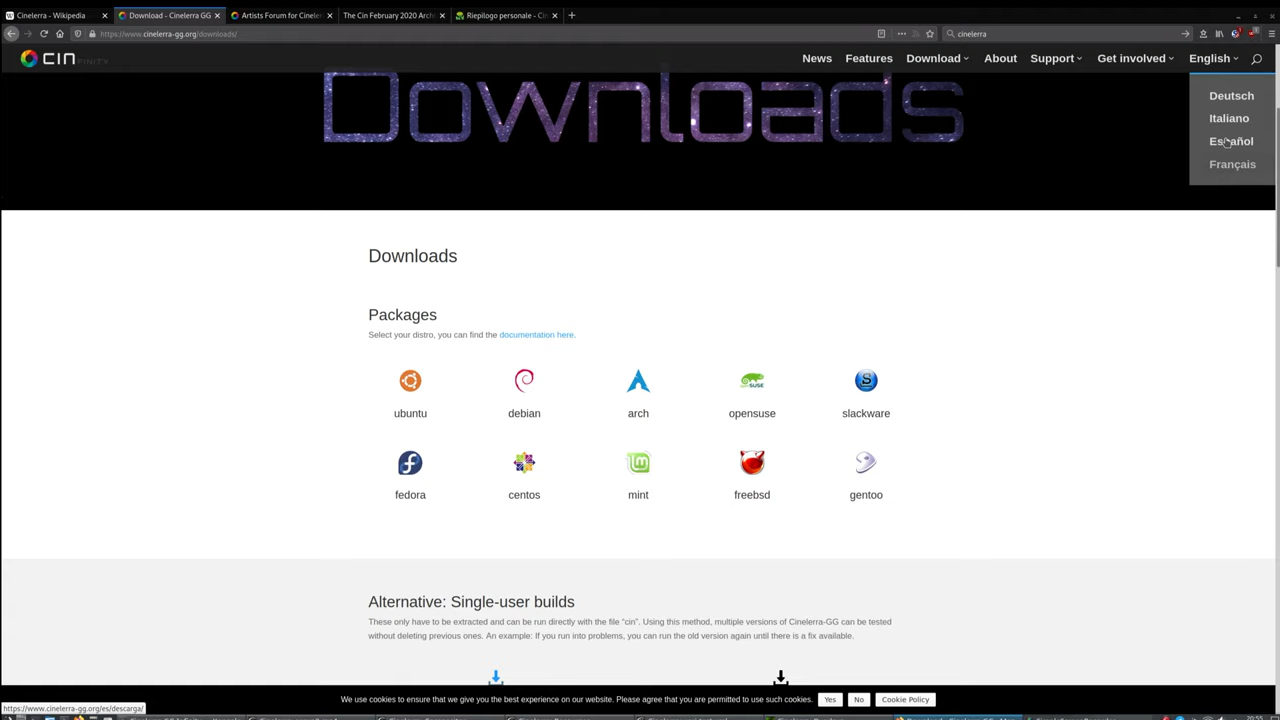 Cinelerra - Wikipedia
Download - Cinelerra GG
Artists Forum for Cineler
The Cin February 2020 Arch
Riepilogo personale - Cin
https://www.cinelerra-gg.org/downloads/
cinelerra
CIN
FINITY
News
Features
Download
About
Support
Get involved
English
Deutsch
Italiano
Español
Français
Downloads
Downloads
Packages
Select your distro, you can find the documentation here.
ubuntu
debian
arch
opensuse
slackware
fedora
centos
mint
freebsd
gentoo
Alternative: Single-user builds
These only have to be extracted and can be run directly with the file “cin”. Using this method, multiple versions of Cinelerra-GG can be tested
without deleting previous ones. An example: If you run into problems, you can run the old version again until there is a fix available.
We use cookies to ensure that we give you the best experience on our website. Please agree that you are permitted to use such cookies.
Yes
No
Cookie Policy
https://www.cinelerra-gg.org/es/descarga/